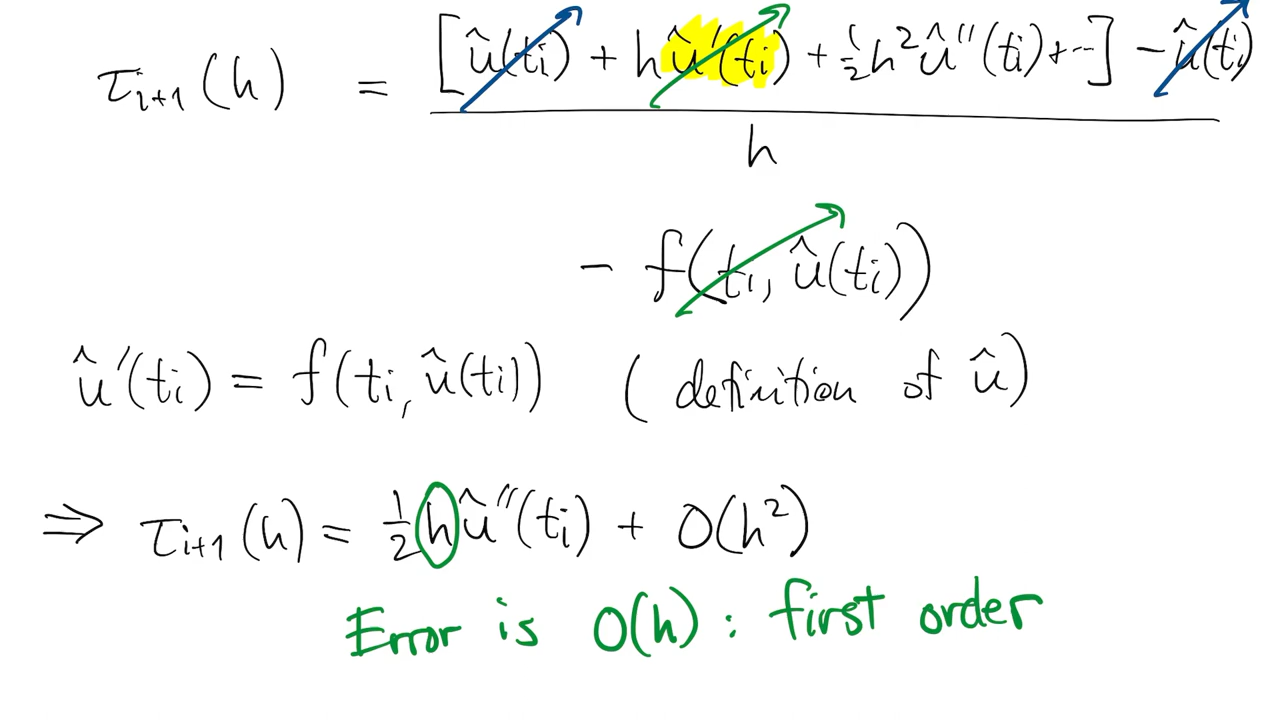 τᵢ₊₁(h) = [û(tᵢ) + hû′(tᵢ) + ½h²û″(tᵢ) + ⋯] − û(tᵢ)
h
− f(tᵢ, û(tᵢ))
û′(tᵢ) = f(tᵢ, û(tᵢ)) (definition of û)
⇒ τᵢ₊₁(h) = ½hû″(tᵢ) + O(h²)
Error is O(h) : first order